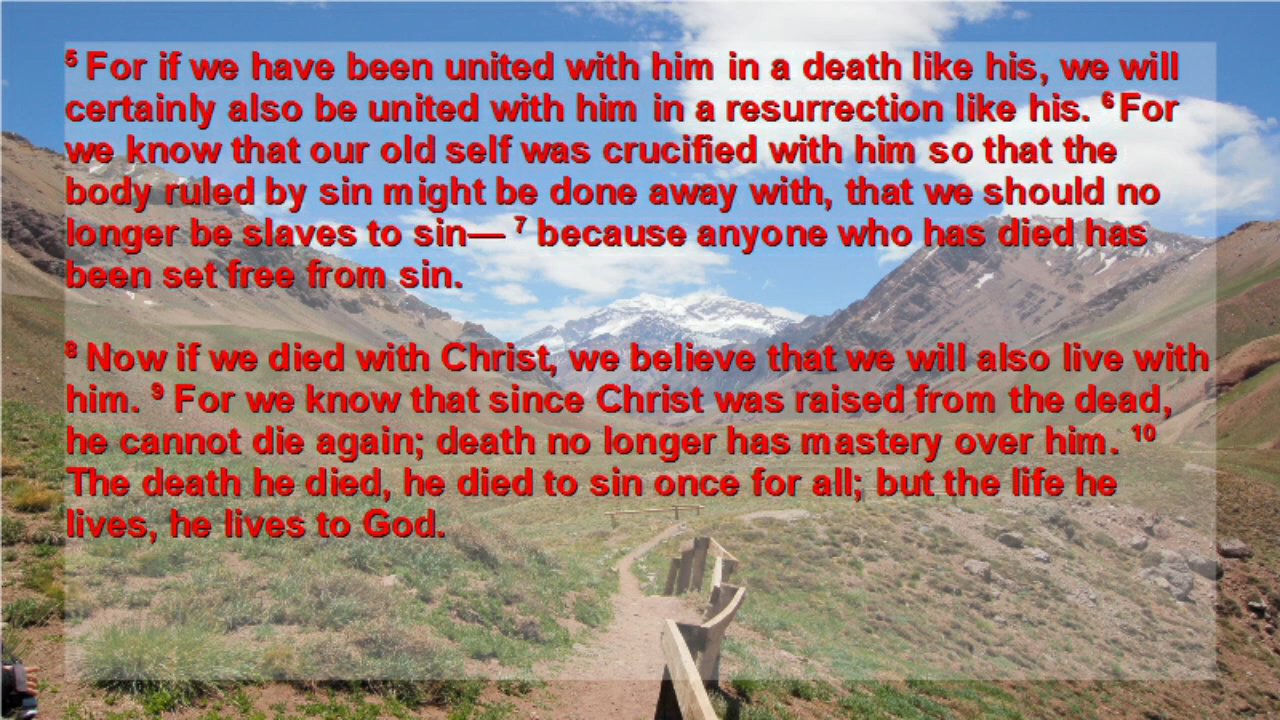 5 For if we have been united with him in a death like his, we will
certainly also be united with him in a resurrection like his. 6 For
we know that our old self was crucified with him so that the
body ruled by sin might be done away with, that we should no
longer be slaves to sin— 7 because anyone who has died has
been set free from sin.
8 Now if we died with Christ, we believe that we will also live with
him. 9 For we know that since Christ was raised from the dead,
he cannot die again; death no longer has mastery over him. 10
The death he died, he died to sin once for all; but the life he
lives, he lives to God.